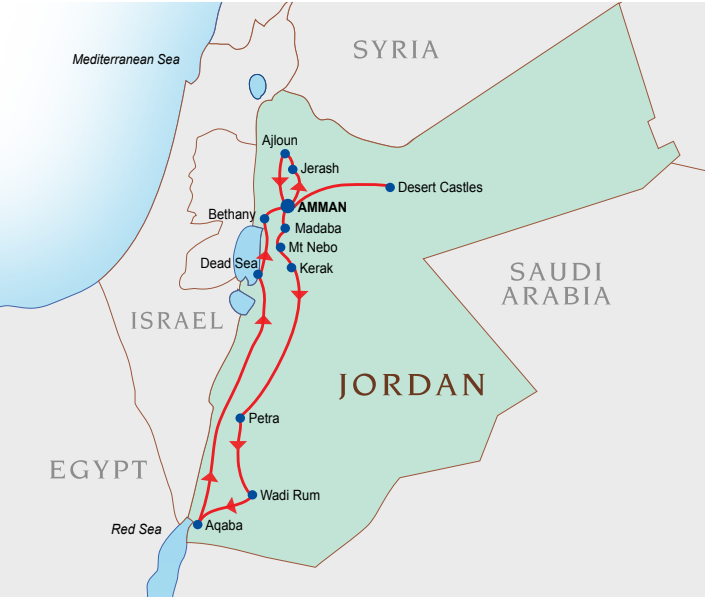 SYRIA
Mediterranean Sea
Ajloun
Jerash
Desert Castles
AMMAN
Bethany
Madaba
Mt Nebo
Dead Sea
Kerak
SAUDI
ARABIA
ISRAEL
JORDAN
Petra
EGYPT
Wadi Rum
Red Sea
Aqaba